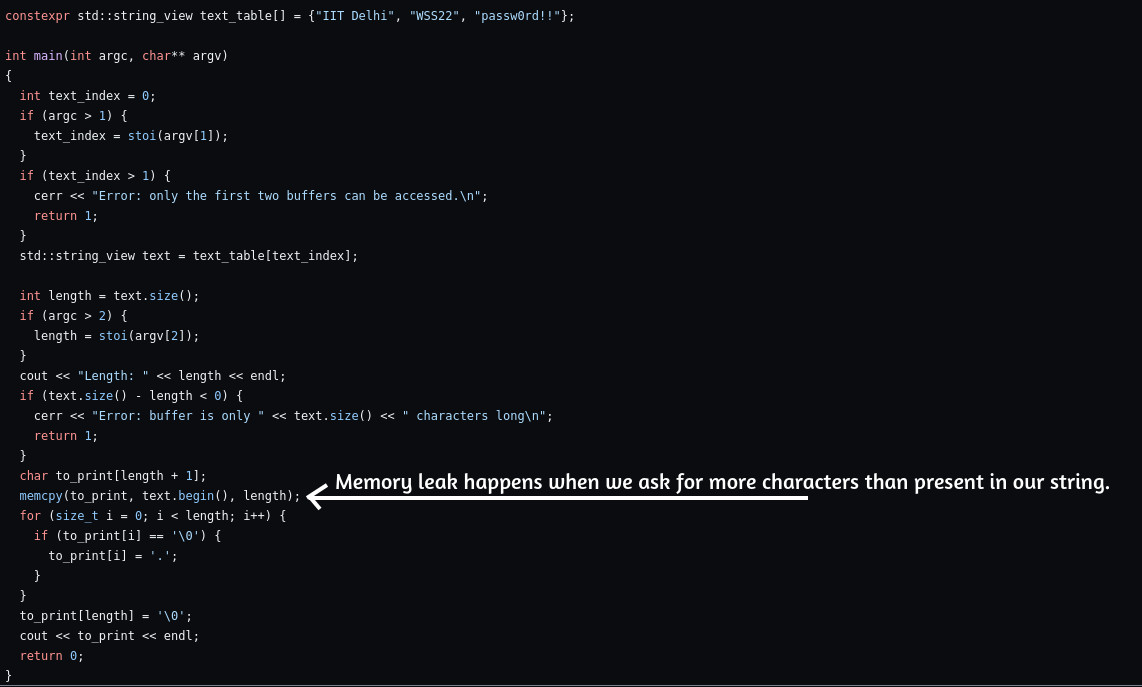 constexpr std::string_view text_table[] = {"IIT Delhi", "WSS22", "passw0rd!!"};

int main(int argc, char** argv)
{
  int text_index = 0;
  if (argc > 1) {
    text_index = stoi(argv[1]);
  }
  if (text_index > 1) {
    cerr << "Error: only the first two buffers can be accessed.\n";
    return 1;
  }
  std::string_view text = text_table[text_index];

  int length = text.size();
  if (argc > 2) {
    length = stoi(argv[2]);
  }
  cout << "Length: " << length << endl;
  if (text.size() - length < 0) {
    cerr << "Error: buffer is only " << text.size() << " characters long\n";
    return 1;
  }
  char to_print[length + 1];
Memory leak happens when we ask for more characters than present in our string.
  memcpy(to_print, text.begin(), length);
  for (size_t i = 0; i < length; i++) {
    if (to_print[i] == '\0') {
      to_print[i] = '.';
    }
  }
  to_print[length] = '\0';
  cout << to_print << endl;
  return 0;
}